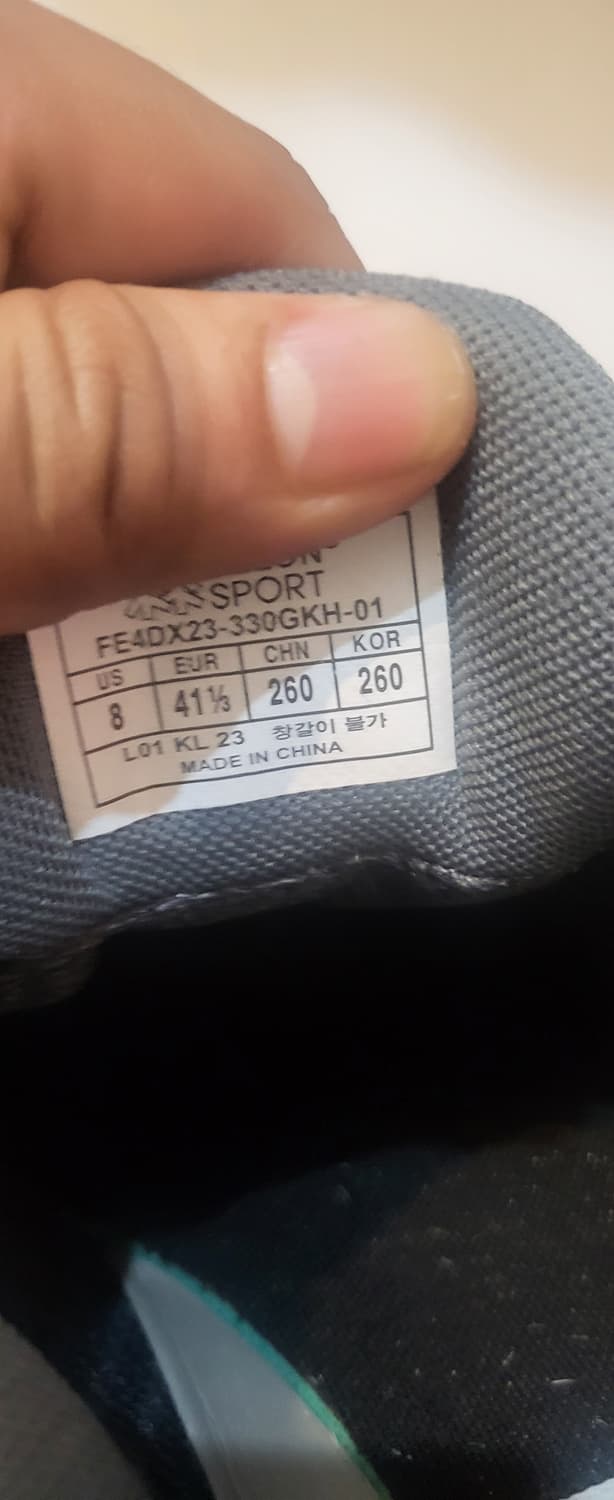 SPORT
FE4DX23-330GKH-01
US EUR CHN KOR
8 41⅓ 260 260
L01 KL 23 창갈이 불가
MADE IN CHINA